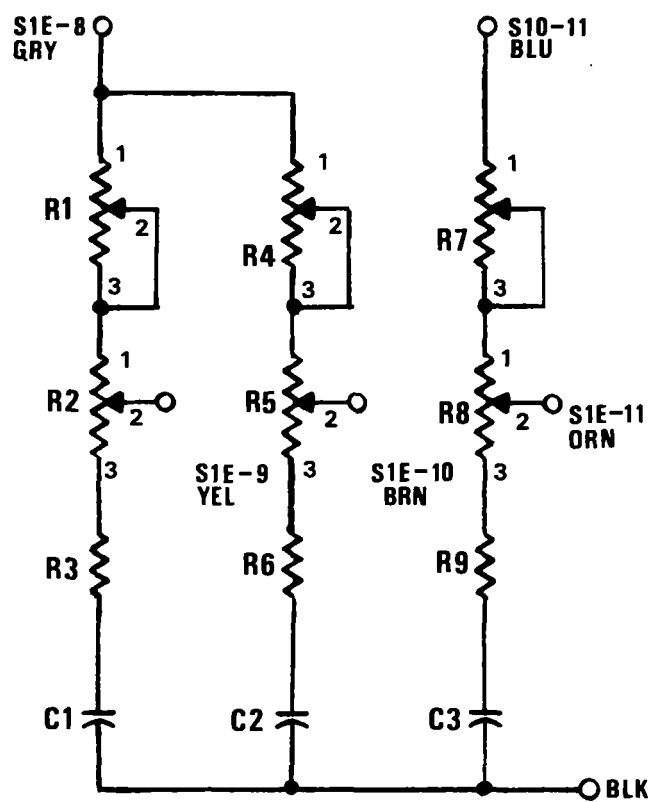 S1E-8
GRY
S10-11
BLU
1
1
1
R1
2
R4
2
R7
2
3
3
3
1
1
1
R2
2
R5
2
R8
2
S1E-11
ORN
3
S1E-9
YEL
3
S1E-10
BRN
3
R3
R6
R9
C1
C2
C3
BLK